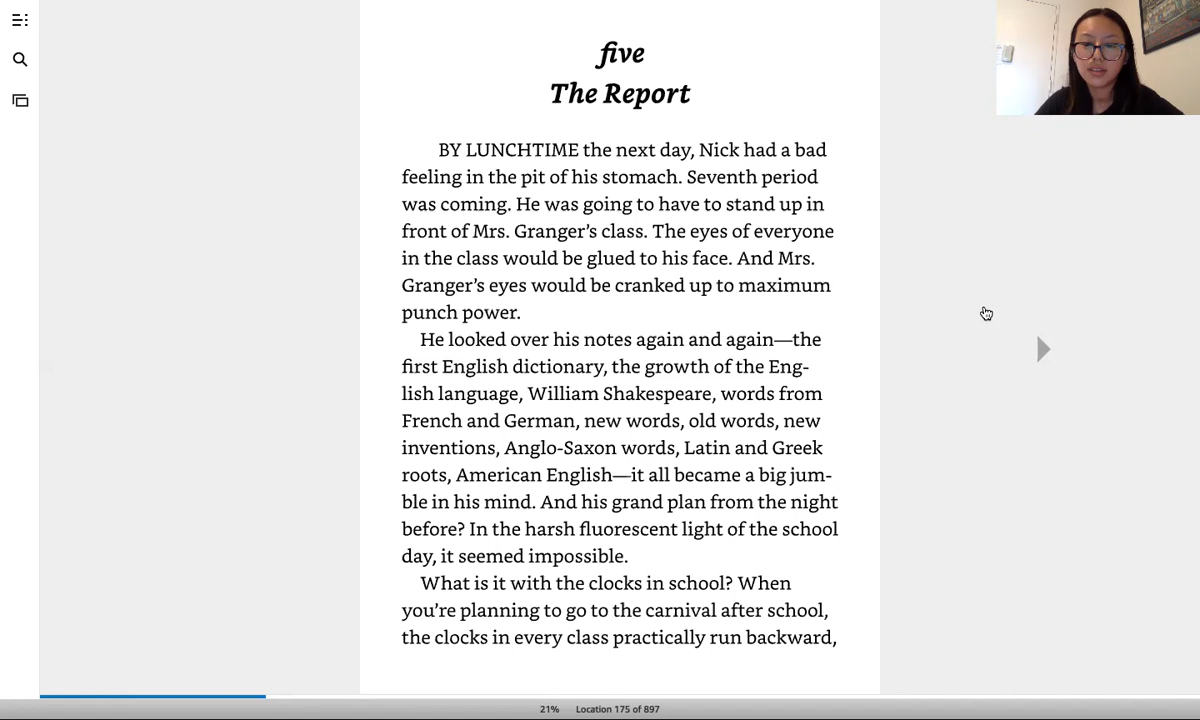 five
The Report
BY LUNCHTIME the next day, Nick had a bad
feeling in the pit of his stomach. Seventh period
was coming. He was going to have to stand up in
front of Mrs. Granger’s class. The eyes of everyone
in the class would be glued to his face. And Mrs.
Granger’s eyes would be cranked up to maximum
punch power.
He looked over his notes again and again—the
first English dictionary, the growth of the Eng-
lish language, William Shakespeare, words from
French and German, new words, old words, new
inventions, Anglo-Saxon words, Latin and Greek
roots, American English—it all became a big jum-
ble in his mind. And his grand plan from the night
before? In the harsh fluorescent light of the school
day, it seemed impossible.
What is it with the clocks in school? When
you’re planning to go to the carnival after school,
the clocks in every class practically run backward,
21% Location 175 of 897